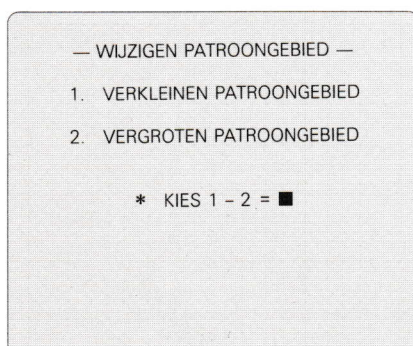 — WIJZIGEN PATROONGEBIED —
1. VERKLEINEN PATROONGEBIED
2. VERGROTEN PATROONGEBIED
* KIES 1 – 2 = ■